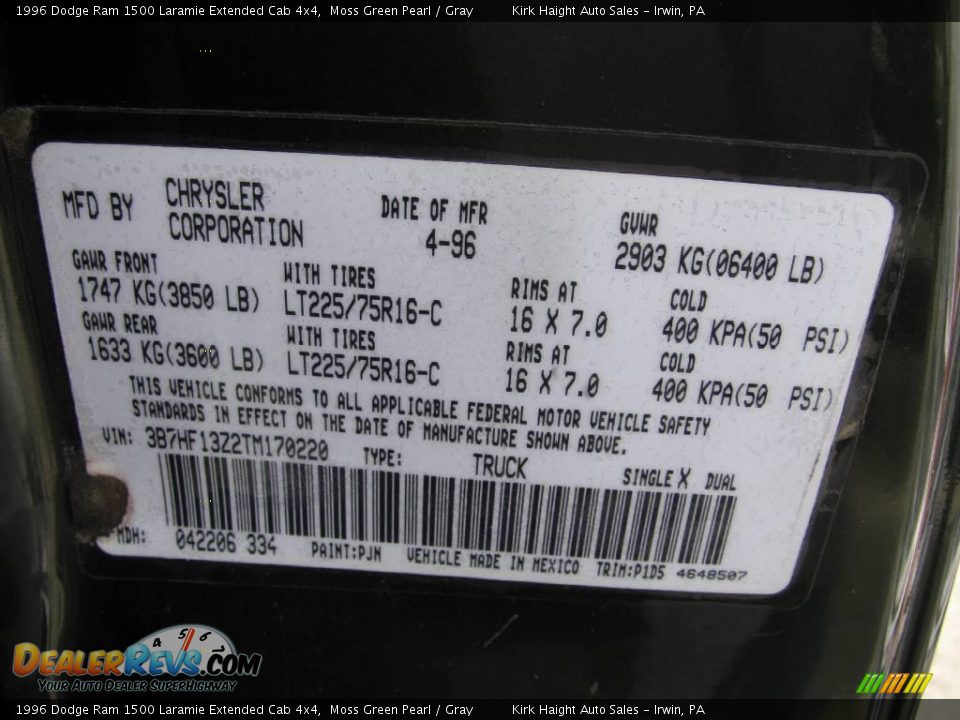 1996 Dodge Ram 1500 Laramie Extended Cab 4x4, Moss Green Pearl / Gray Kirk Haight Auto Sales - Irwin, PA
MFD BY CHRYSLER CORPORATION DATE OF MFR 4-96 GVWR 2903 KG(06400 LB)
GAWR FRONT WITH TIRES RIMS AT COLD
1747 KG(3850 LB) LT225/75R16-C 16 X 7.0 400 KPA(50 PSI)
GAWR REAR WITH TIRES RIMS AT COLD
1633 KG(3600 LB) LT225/75R16-C 16 X 7.0 400 KPA(50 PSI)
THIS VEHICLE CONFORMS TO ALL APPLICABLE FEDERAL MOTOR VEHICLE SAFETY
STANDARDS IN EFFECT ON THE DATE OF MANUFACTURE SHOWN ABOVE.
VIN: 3B7HF13Z2TM170220 TYPE: TRUCK SINGLE X DUAL
MDH: 042206 334 PAINT:PJN VEHICLE MADE IN MEXICO TRIM:P1D5 4648507
4 5 6 7
DEALERREVS.COM
YOUR AUTO DEALER SUPERHIGHWAY
1996 Dodge Ram 1500 Laramie Extended Cab 4x4, Moss Green Pearl / Gray Kirk Haight Auto Sales - Irwin, PA